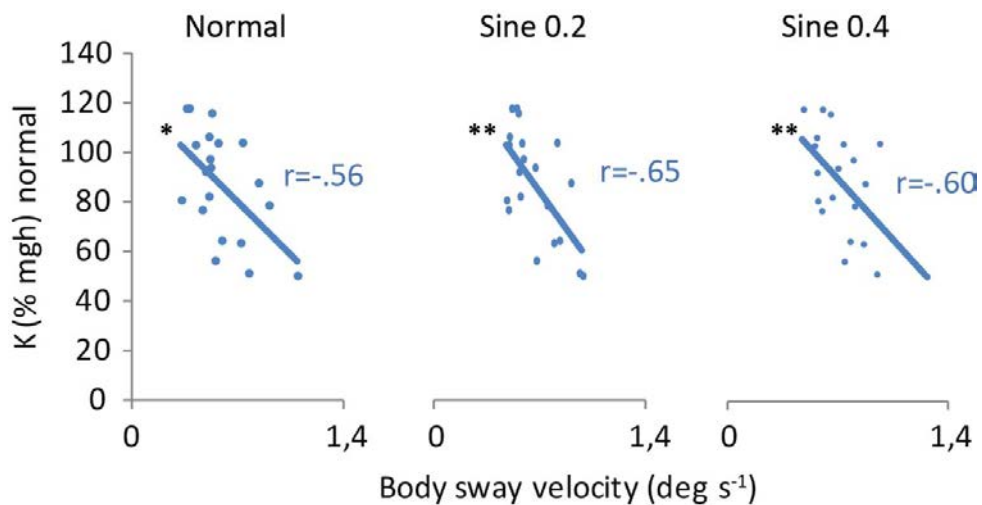 Normal
Sine 0.2
Sine 0.4
K (% mgh) normal
140
120
100
80
60
40
20
0
*
r=-.56
**
r=-.65
**
r=-.60
0
1,4
0
1,4
0
1,4
Body sway velocity (deg s⁻¹)